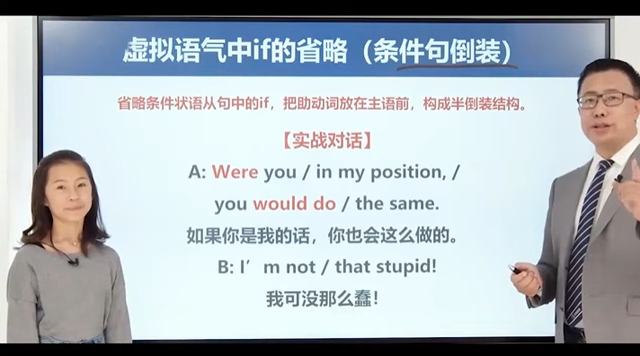 虚拟语气中if的省略（条件句倒装）
省略条件状语从句中的if，把助动词放在主语前，构成半倒装结构。
【实战对话】
A: Were you / in my position, /
you would do / the same.
如果你是我的话，你也会这么做的。
B: I’m not / that stupid!
我可没那么蠢！